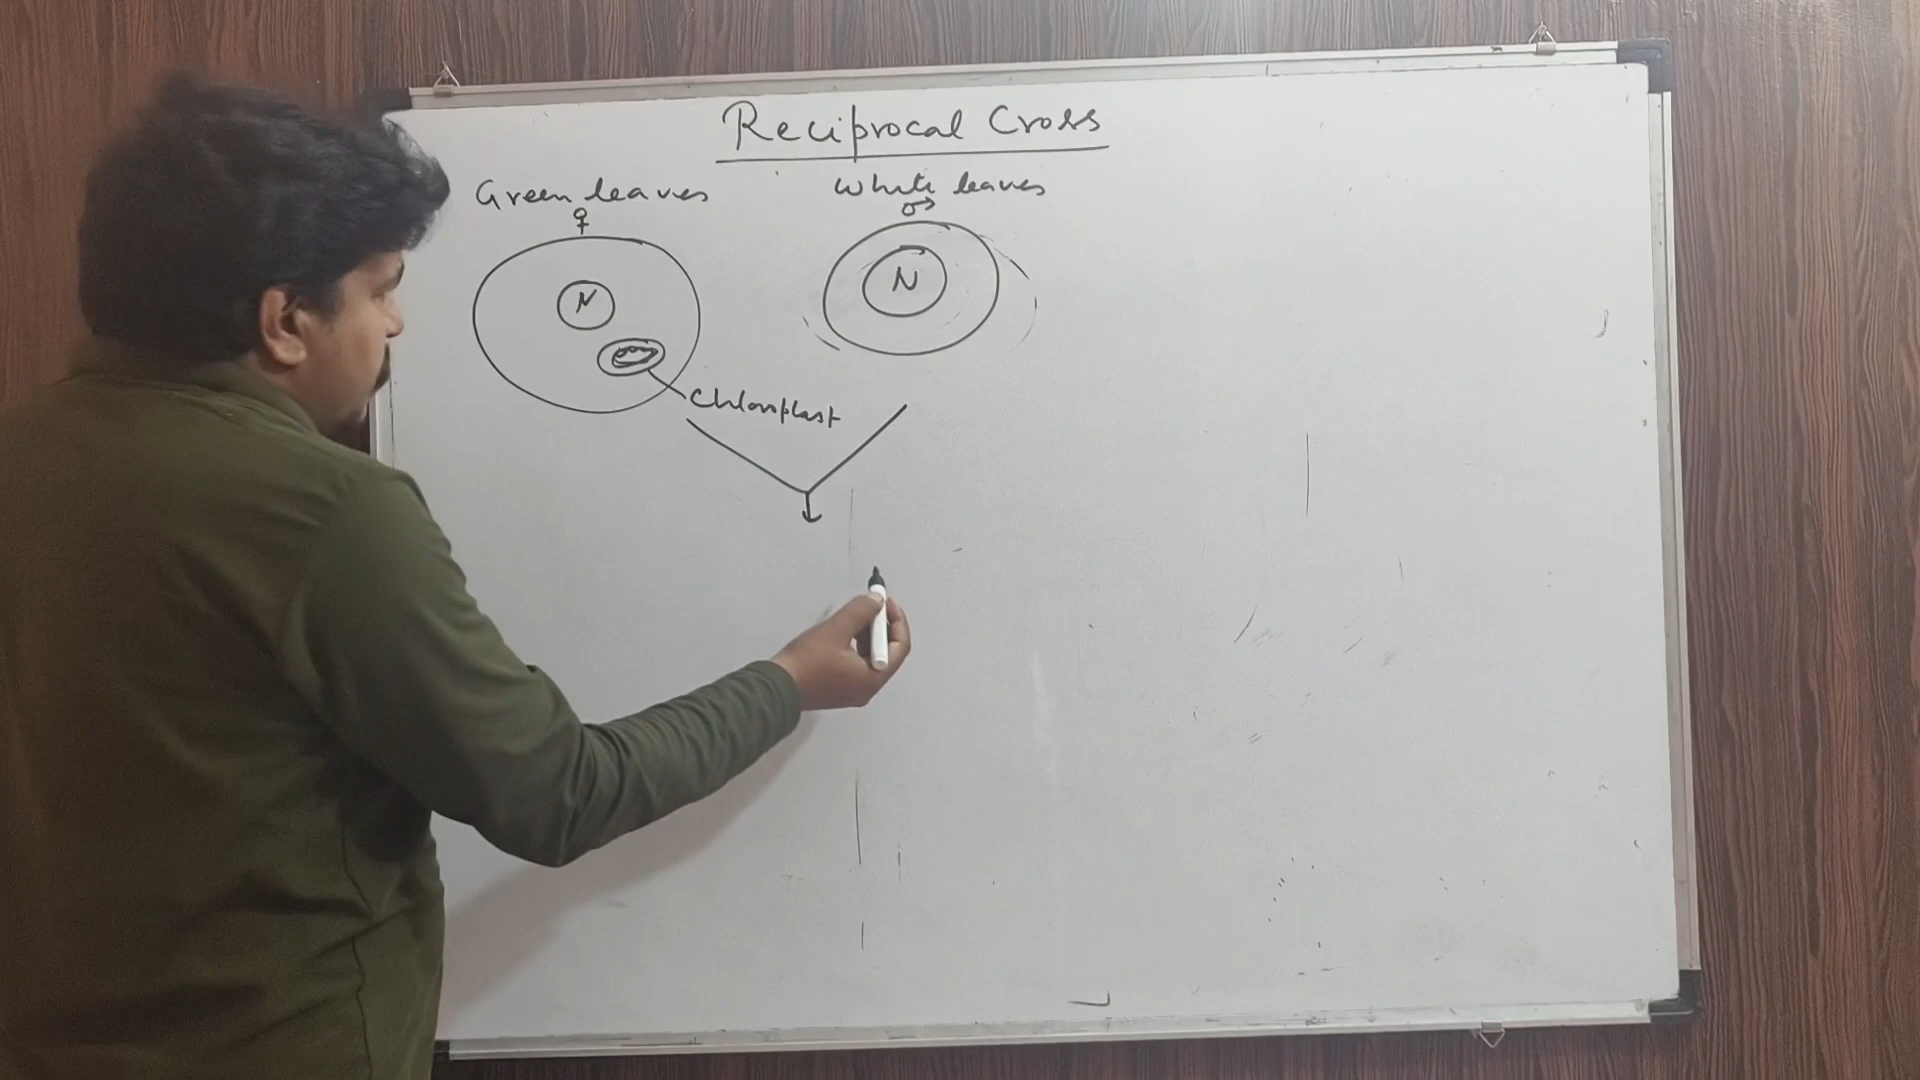 Reciprocal Cross
Green leaves
White leaves
♀
♂
N
N
Chloroplast